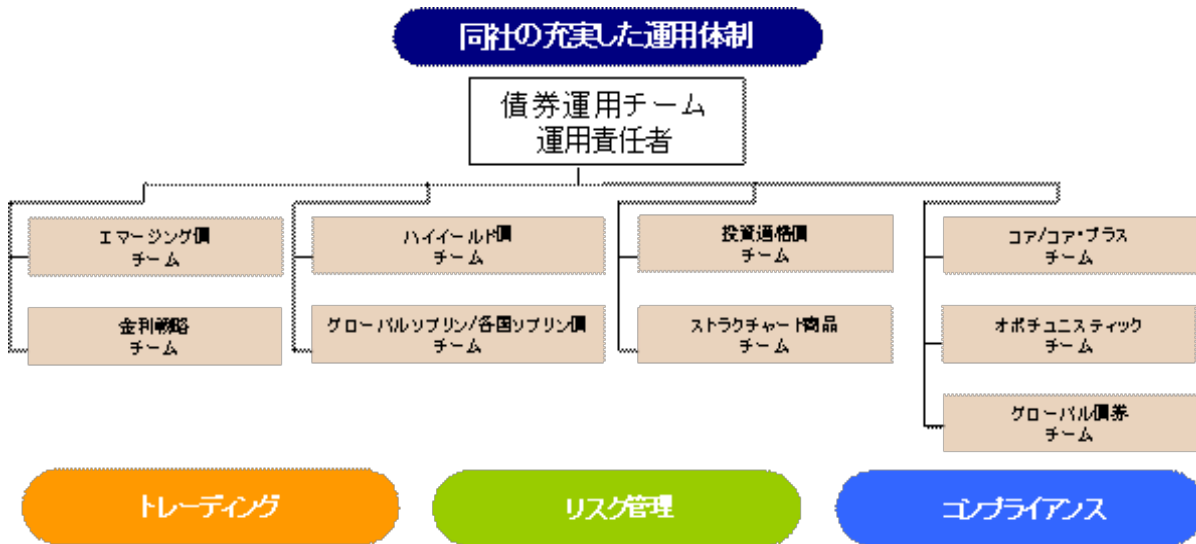 同社の充実した運用体制
債券運用チーム
運用責任者
エマージング債
チーム
ハイイールド債
チーム
投資適格債
チーム
コア/コア・プラス
チーム
金利戦略
チーム
グローバルソブリン/各国ソブリン債
チーム
ストラクチャード商品
チーム
オポチュニスティック
チーム
グローバル債券
チーム
トレーディング
リスク管理
コンプライアンス